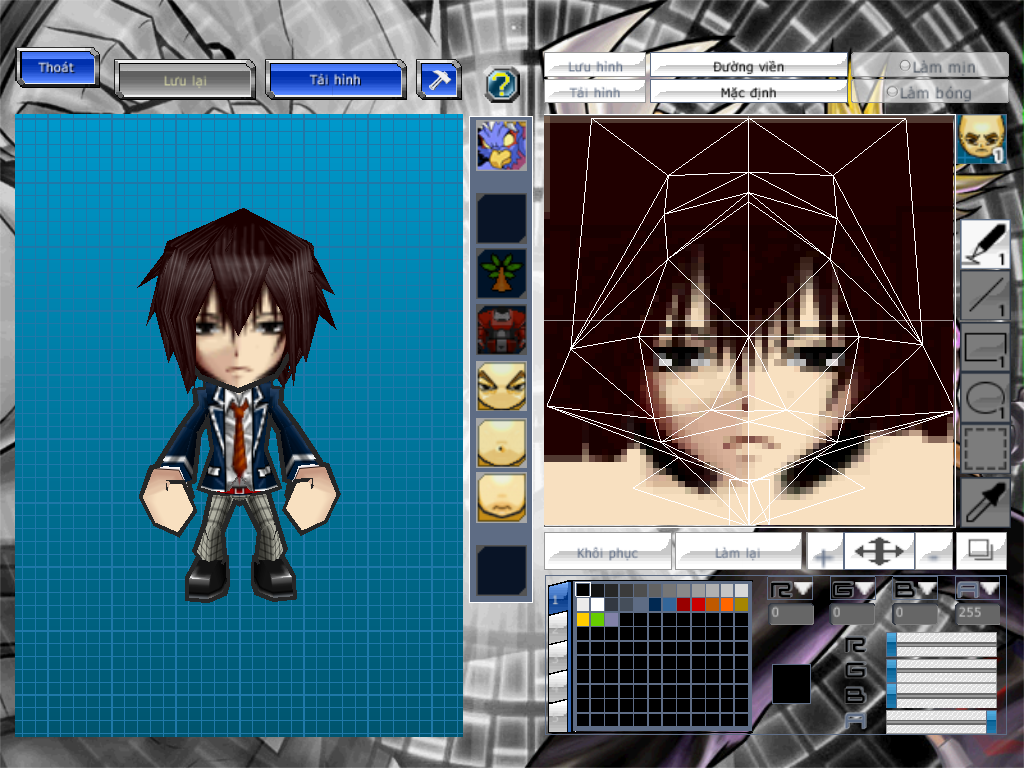 Thoát
Lưu lại
Tải hình
?
Lưu hình
Đường viền
Làm mịn
Tải hình
Mặc định
Làm bóng
1
1
1
1
1
Khôi phục
Làm lại
+
-
1
R
G
B
A
0
0
0
255
R
G
B
A